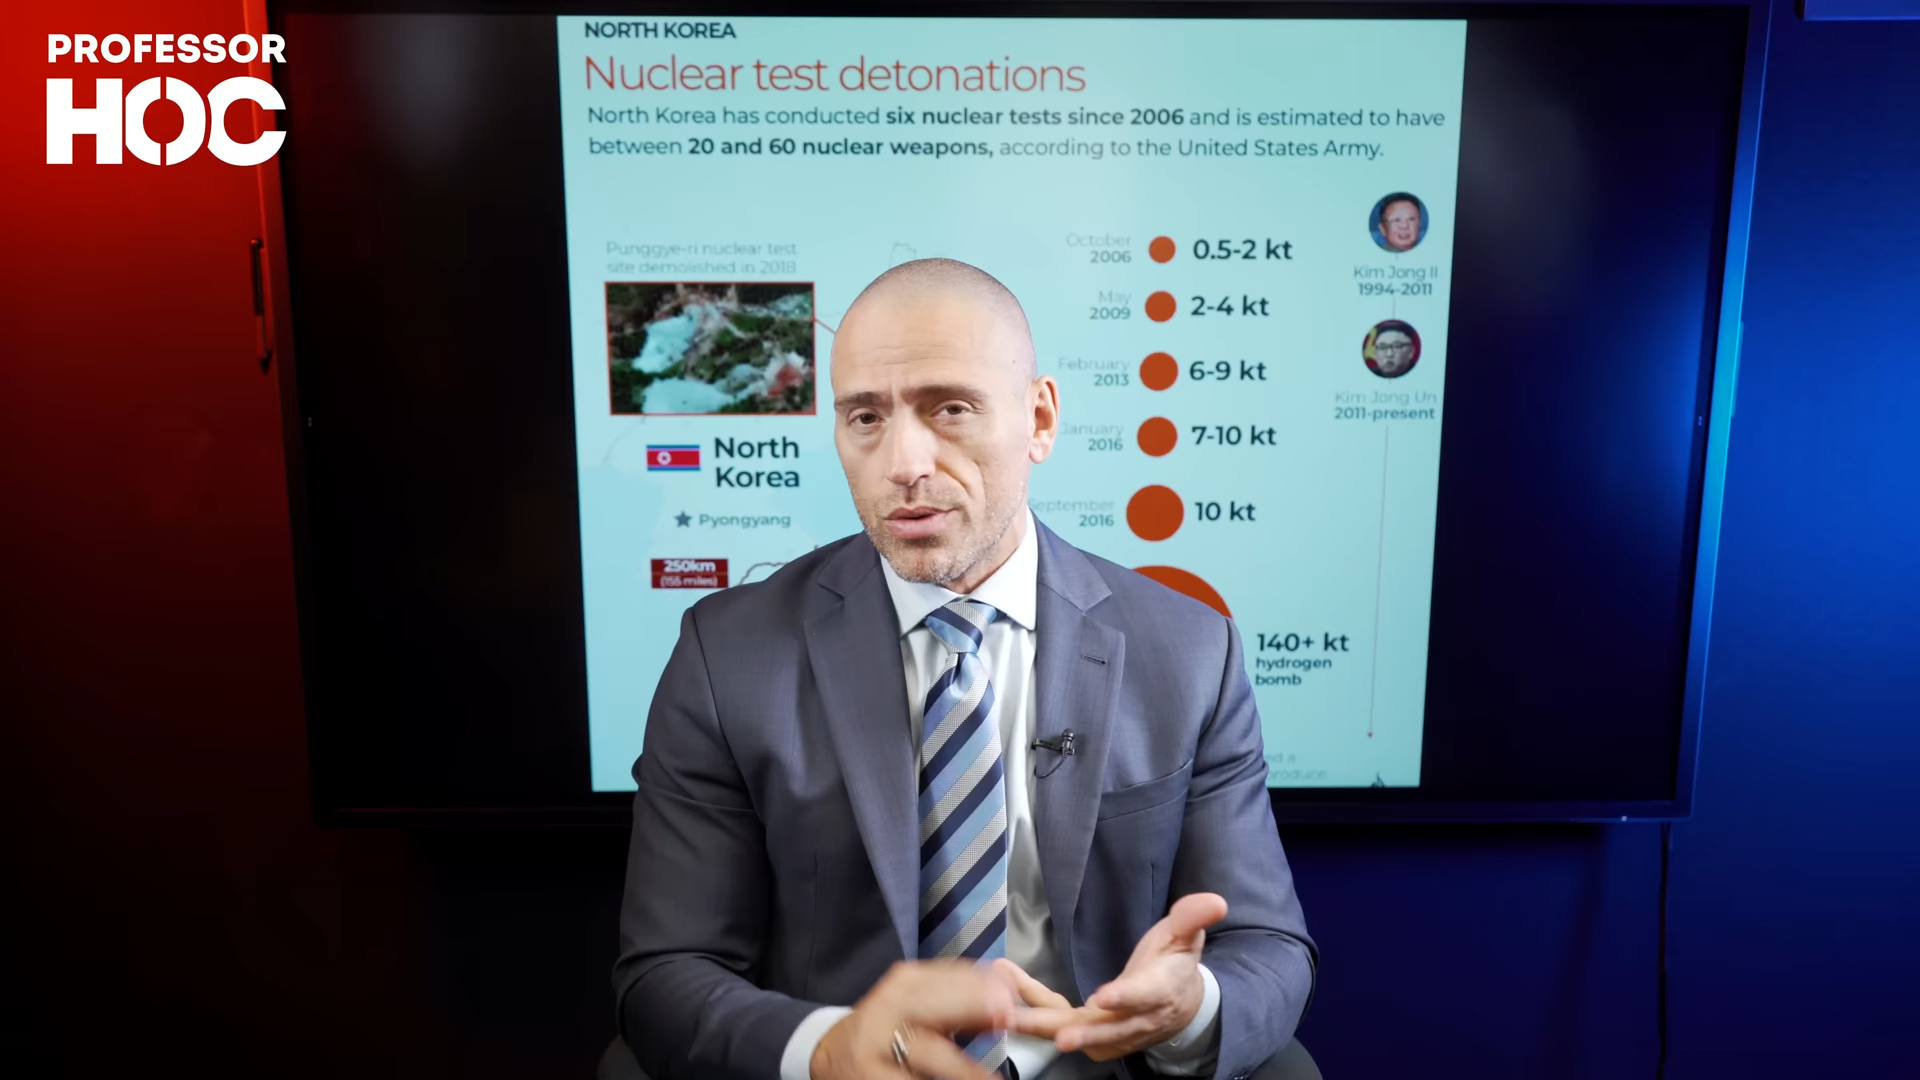 PROFESSOR
HOC
NORTH KOREA
Nuclear test detonations
North Korea has conducted six nuclear tests since 2006 and is estimated to have
between 20 and 60 nuclear weapons, according to the United States Army.
Punggye-ri nuclear test
site demolished in 2018
North
Korea
Pyongyang
250km
(155 miles)
October
2006
0.5-2 kt
May
2009
2-4 kt
February
2013
6-9 kt
January
2016
7-10 kt
September
2016
10 kt
140+ kt
hydrogen
bomb
Kim Jong Il
1994-2011
Kim Jong Un
2011-present